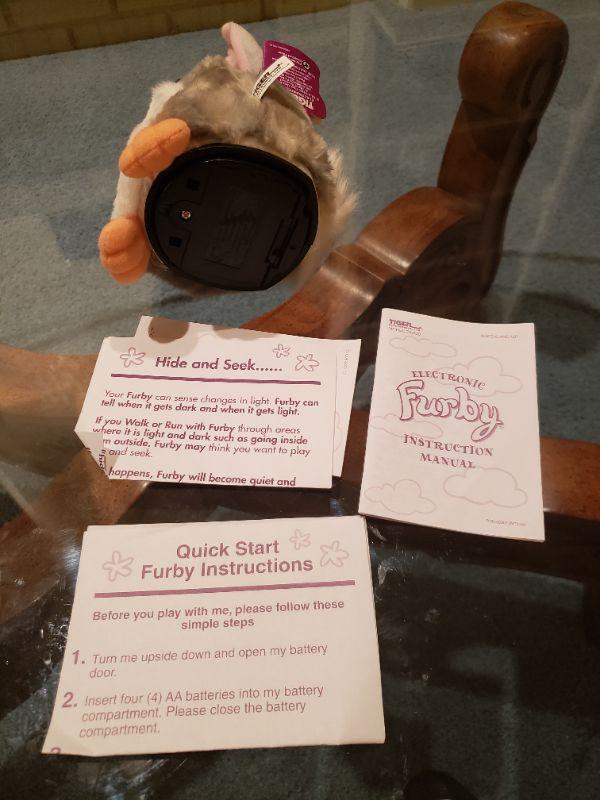 TIGER
TIGER
Hide and Seek......
Your Furby can sense changes in light. Furby can
tell when it gets dark and when it gets light.
If you Walk or Run with Furby through areas
where it is light and dark such as going inside
m outside, Furby may think you want to play
and seek.
happens, Furby will become quiet and
TIGER
ELECTRONIC
Furby
INSTRUCTION
MANUAL
Quick Start
Furby Instructions
Before you play with me, please follow these
simple steps
1. Turn me upside down and open my battery
door.
2. Insert four (4) AA batteries into my battery
compartment. Please close the battery
compartment.